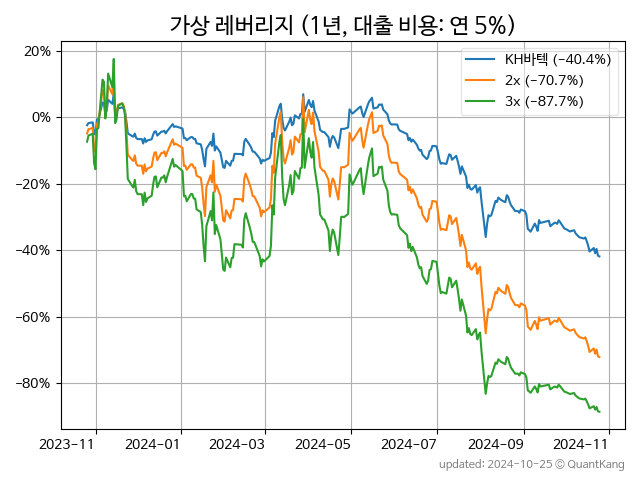 가상 레버리지 (1년, 대출 비용: 연 5%)
KH바텍 (−40.4%)
2x (−70.7%)
3x (−87.7%)
20%
0%
−20%
−40%
−60%
−80%
2023-11
2024-01
2024-03
2024-05
2024-07
2024-09
2024-11
updated: 2024-10-25 ⓒ QuantKang